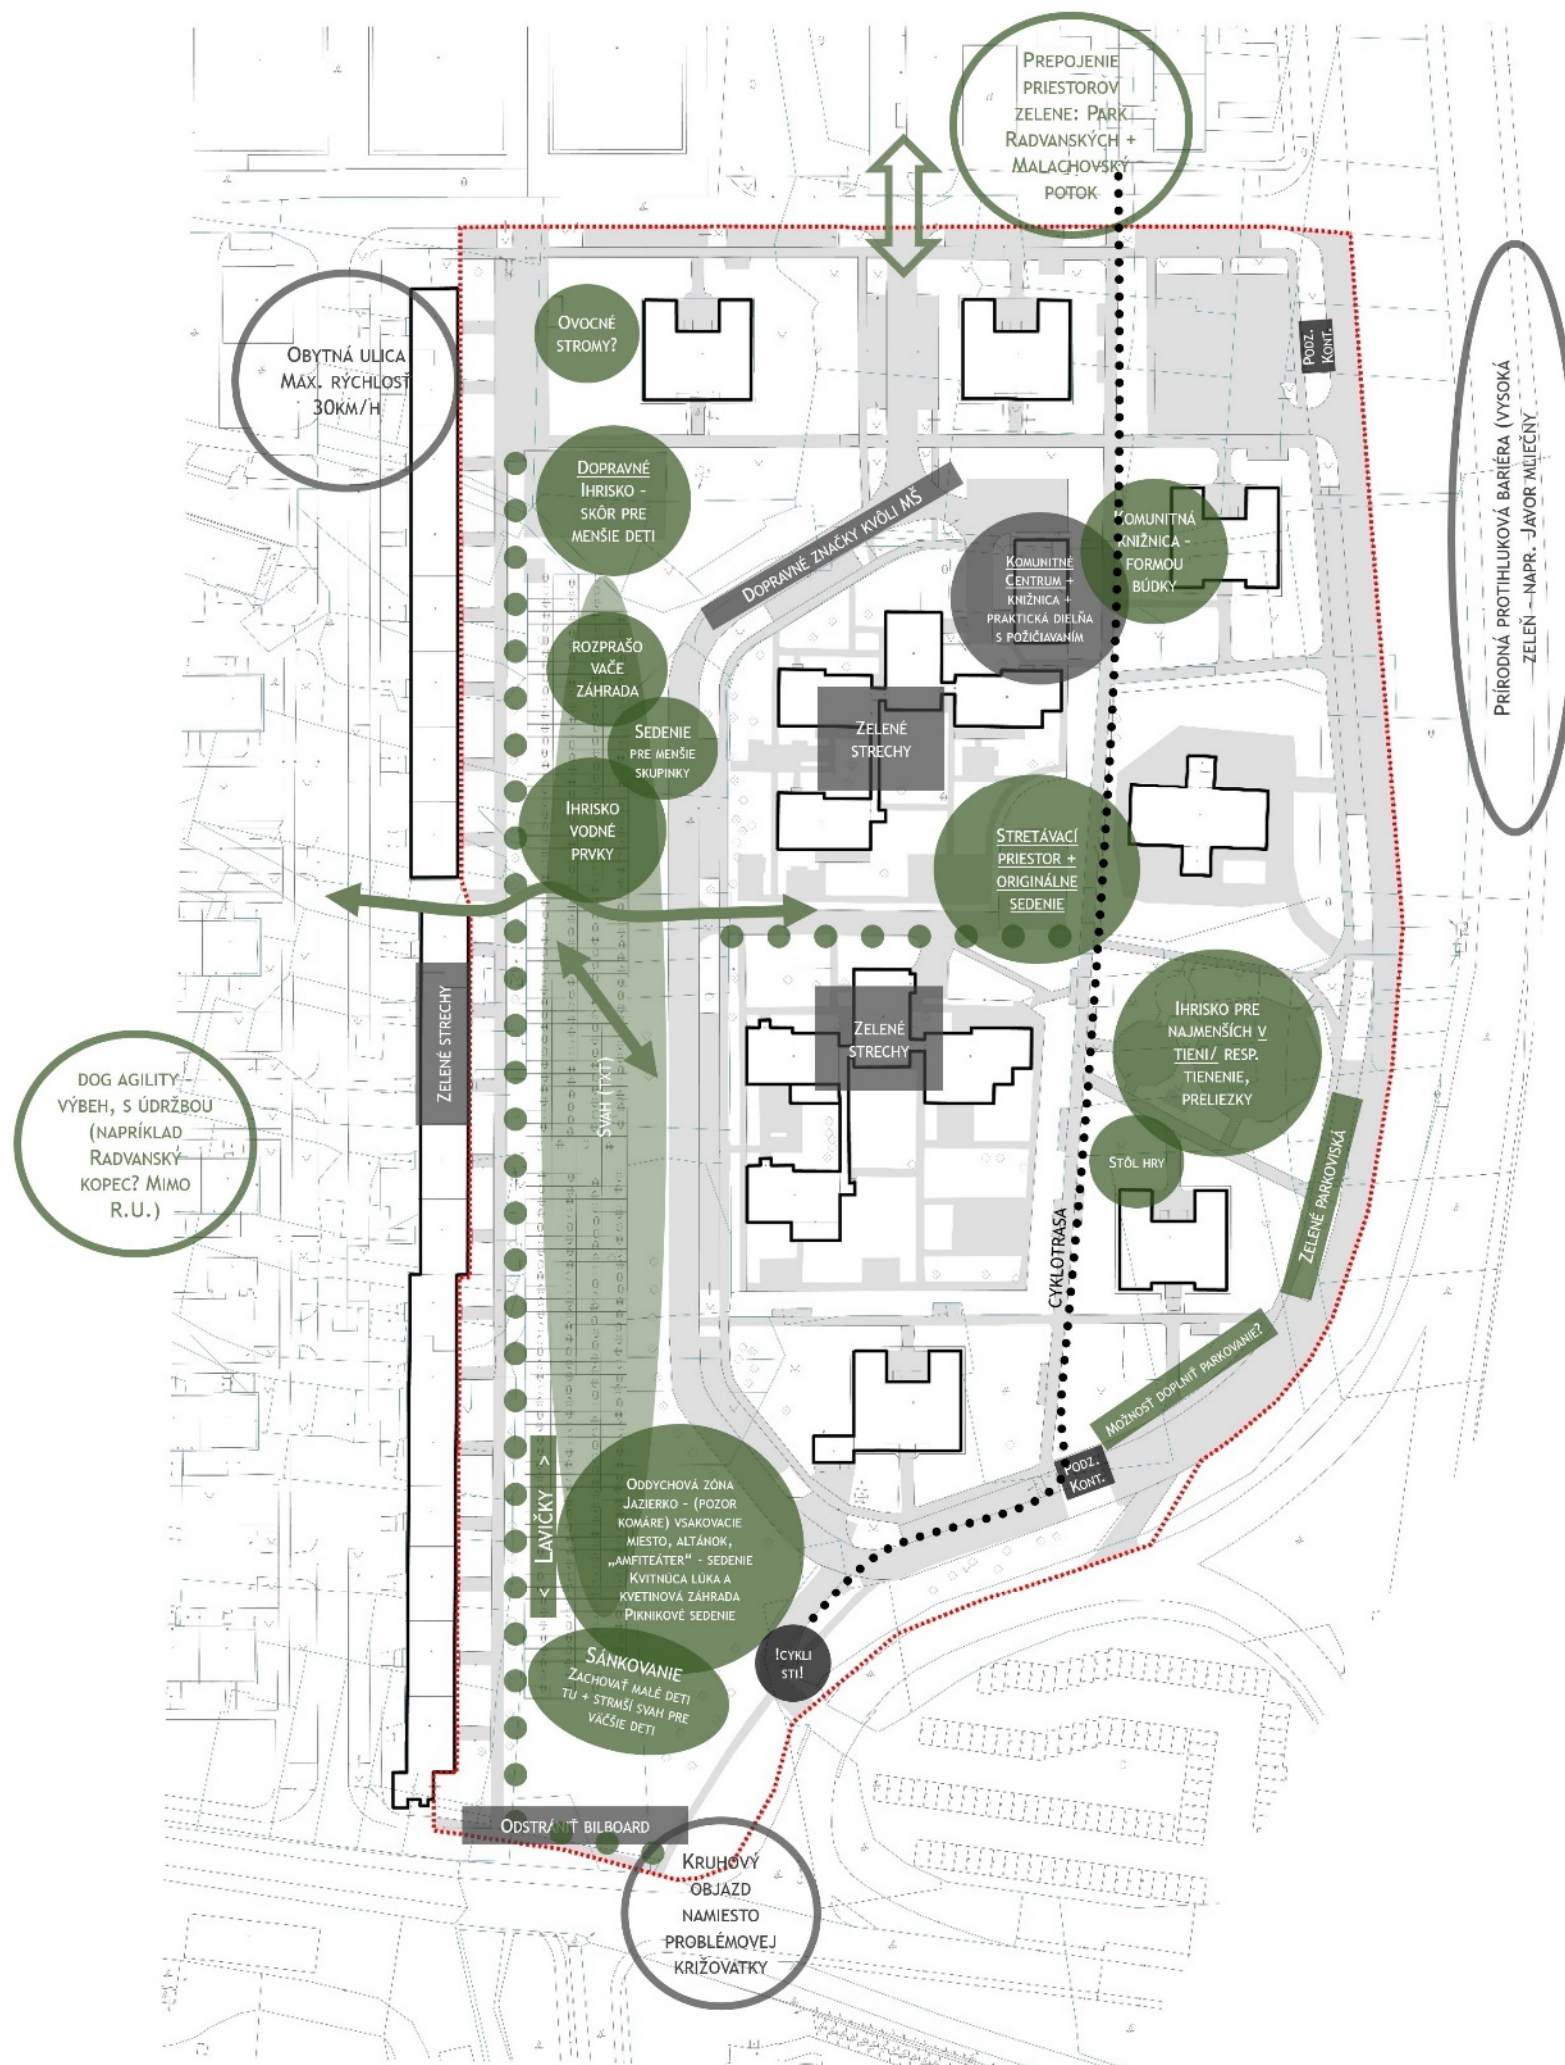 PREPOJENIE
PRIESTOROV
ZELENE: PARK
RADVANSKÝCH +
MALACHOVSKÝ
POTOK
OBYTNÁ ULICA
MAX. RÝCHLOSŤ
30KM/H
OVOCNÉ
STROMY?
PODZ.
KONT.
PRÍRODNÁ PROTIHLUKOVÁ BARIÉRA (VYSOKÁ
ZELEŇ - NAPR. JAVOR MLIEČNY
DOPRAVNÉ
IHRISKO -
SKÔR PRE
MENŠIE DETI
DOPRAVNÉ ZNAČKY KVÔLI MŠ
KOMUNITNÉ
CENTRUM +
KNIŽNICA +
PRAKTICKÁ DIELŇA
S POŽIČIAVANÍM
KOMUNITNÁ
KNIŽNICA -
FORMOU
BÚDKY
ROZPRAŠO
VAČE
ZÁHRADA
SEDENIE
PRE MENŠIE
SKUPINKY
ZELENÉ
STRECHY
IHRISKO
VODNÉ
PRVKY
STRETÁVACÍ
PRIESTOR +
ORIGINÁLNE
SEDENIE
ZELENÉ STRECHY
SVAH (TXT)
ZELENÉ
STRECHY
IHRISKO PRE
NAJMENŠÍCH V
TIENI/ RESP.
TIENENIE,
PRELIEZKY
DOG AGILITY -
VÝBEH, S ÚDRŽBOU
(NAPRÍKLAD
RADVANSKÝ
KOPEC? MIMO
R.U.)
STÔL HRY
ZELENÉ PARKOVISKÁ
CYKLOTRASA
MOŽNOSŤ DOPLNIŤ PARKOVANIE?
PODZ.
KONT.
< LAVIČKY >
ODDYCHOVÁ ZÓNA
JAZIERKO - (POZOR
KOMÁRE) VSAKOVACIE
MIESTO, ALTÁNOK,
„AMFITEÁTER“ - SEDENIE
KVITNÚCA LÚKA A
KVETINOVÁ ZÁHRADA
PIKNIKOVÉ SEDENIE
SÁNKOVANIE
ZACHOVAŤ MALÉ DETI
TU + STRMŠÍ SVAH PRE
VÄČŠIE DETI
!CYKLI
STI!
ODSTRÁNIŤ BILBOARD
KRUHOVÝ
OBJAZD
NAMIESTO
PROBLÉMOVEJ
KRIŽOVATKY